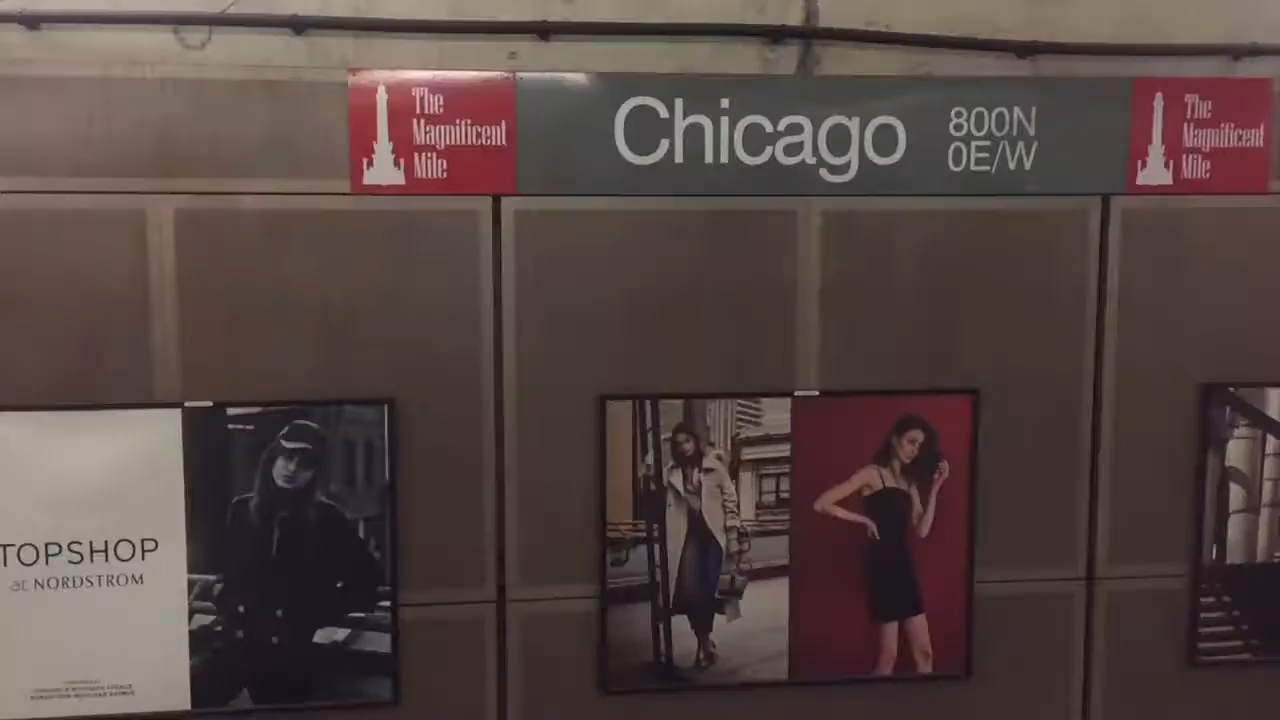 The
Magnificent
Mile
Chicago
800N
0E/W
The
Magnificent
Mile
TOPSHOP
at NORDSTROM